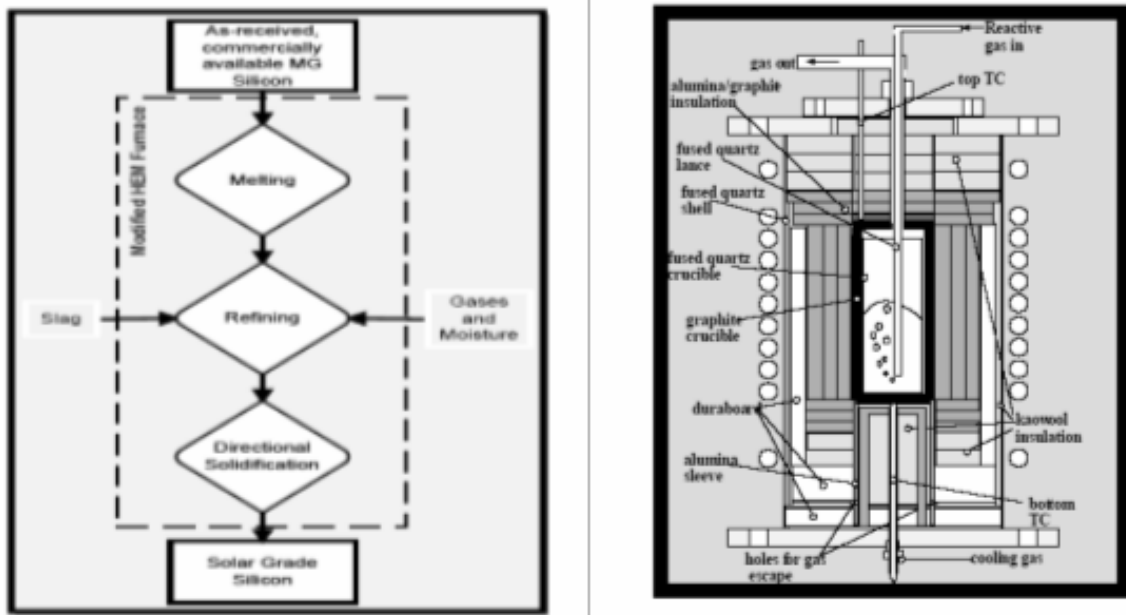 As-received,
commercially
available MG
Silicon
Modified HEM Furnace
Melting
Slag
Refining
Gases
and
Moisture
Directional
Solidification
Solar Grade
Silicon
Reactive
gas in
gas out
top TC
alumina/graphite
insulation
fused quartz
lance
fused quartz
shell
fused quartz
crucible
graphite
crucible
duraboard
kaowool
insulation
alumina
sleeve
bottom
TC
holes for gas
escape
cooling gas